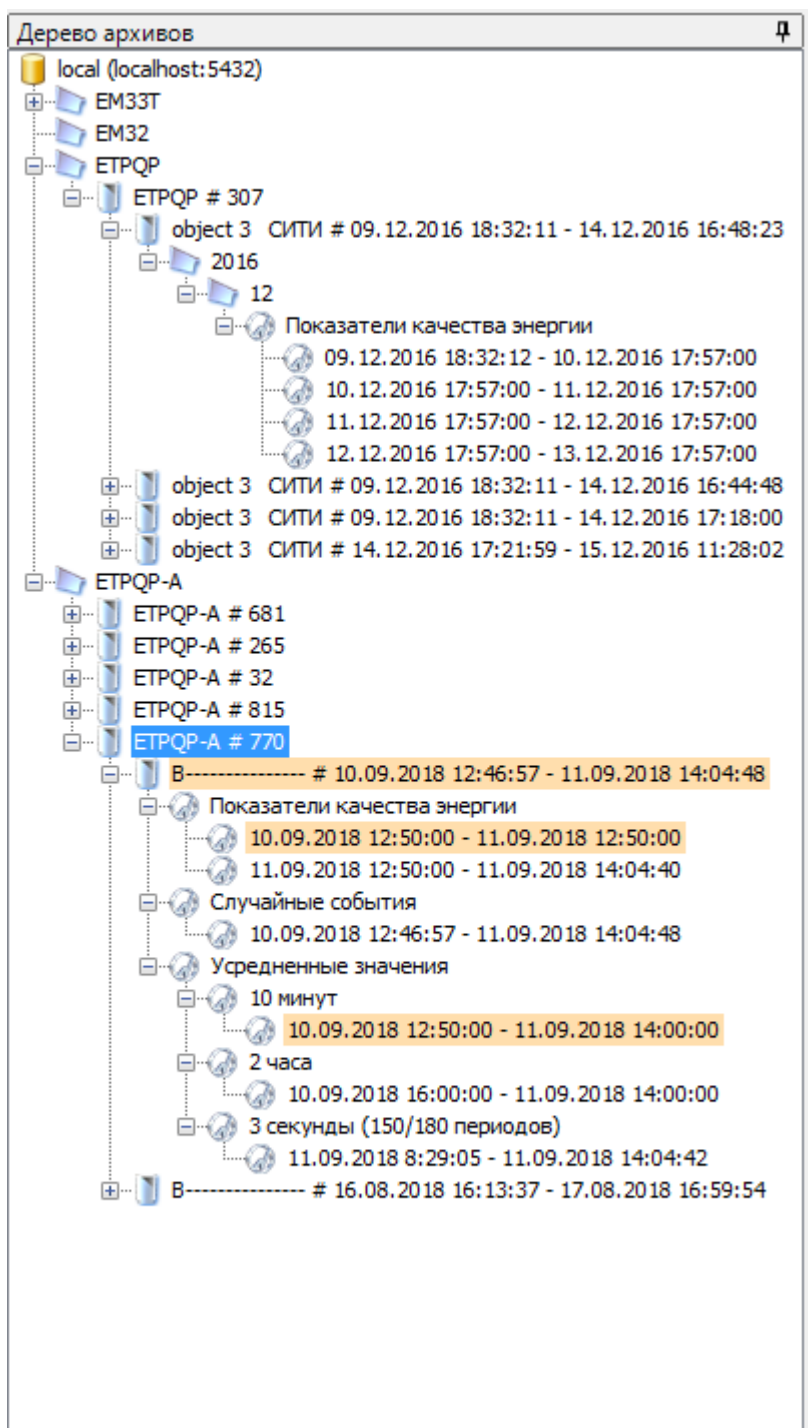 Дерево архивов
local (localhost:5432)
EM33T
EM32
ETPQP
ETPQP # 307
object 3 СИТИ # 09.12.2016 18:32:11 - 14.12.2016 16:48:23
2016
12
Показатели качества энергии
09.12.2016 18:32:12 - 10.12.2016 17:57:00
10.12.2016 17:57:00 - 11.12.2016 17:57:00
11.12.2016 17:57:00 - 12.12.2016 17:57:00
12.12.2016 17:57:00 - 13.12.2016 17:57:00
object 3 СИТИ # 09.12.2016 18:32:11 - 14.12.2016 16:44:48
object 3 СИТИ # 09.12.2016 18:32:11 - 14.12.2016 17:18:00
object 3 СИТИ # 14.12.2016 17:21:59 - 15.12.2016 11:28:02
ETPQP-A
ETPQP-A # 681
ETPQP-A # 265
ETPQP-A # 32
ETPQP-A # 815
ETPQP-A # 770
В--------------- # 10.09.2018 12:46:57 - 11.09.2018 14:04:48
Показатели качества энергии
10.09.2018 12:50:00 - 11.09.2018 12:50:00
11.09.2018 12:50:00 - 11.09.2018 14:04:40
Случайные события
10.09.2018 12:46:57 - 11.09.2018 14:04:48
Усредненные значения
10 минут
10.09.2018 12:50:00 - 11.09.2018 14:00:00
2 часа
10.09.2018 16:00:00 - 11.09.2018 14:00:00
3 секунды (150/180 периодов)
11.09.2018 8:29:05 - 11.09.2018 14:04:42
В--------------- # 16.08.2018 16:13:37 - 17.08.2018 16:59:54